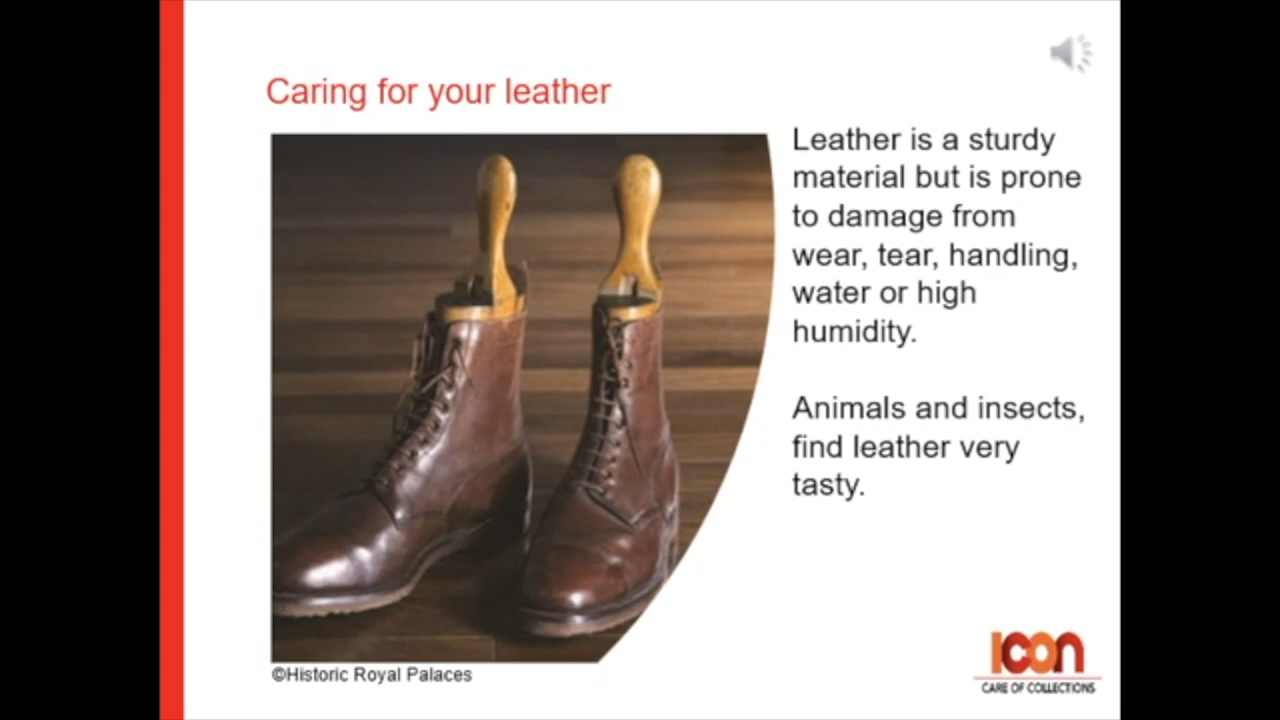 Caring for your leather
Leather is a sturdy
material but is prone
to damage from
wear, tear, handling,
water or high
humidity.
Animals and insects,
find leather very
tasty.
©Historic Royal Palaces
Icon
CARE OF COLLECTIONS